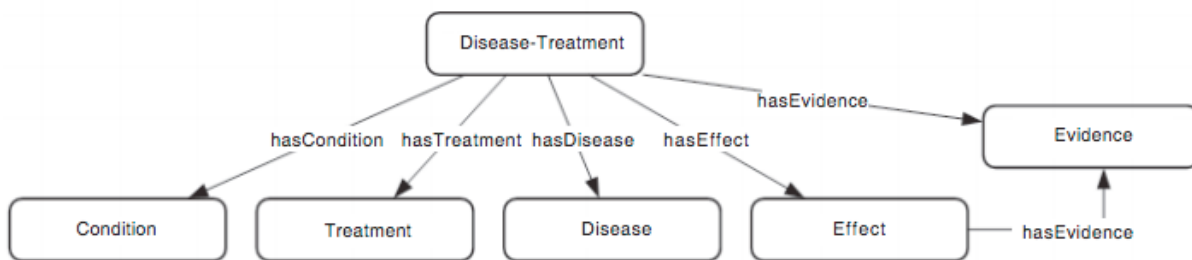 Disease-Treatment
hasEvidence
hasCondition hasTreatment hasDisease hasEffect
Evidence
Condition Treatment Disease Effect
hasEvidence